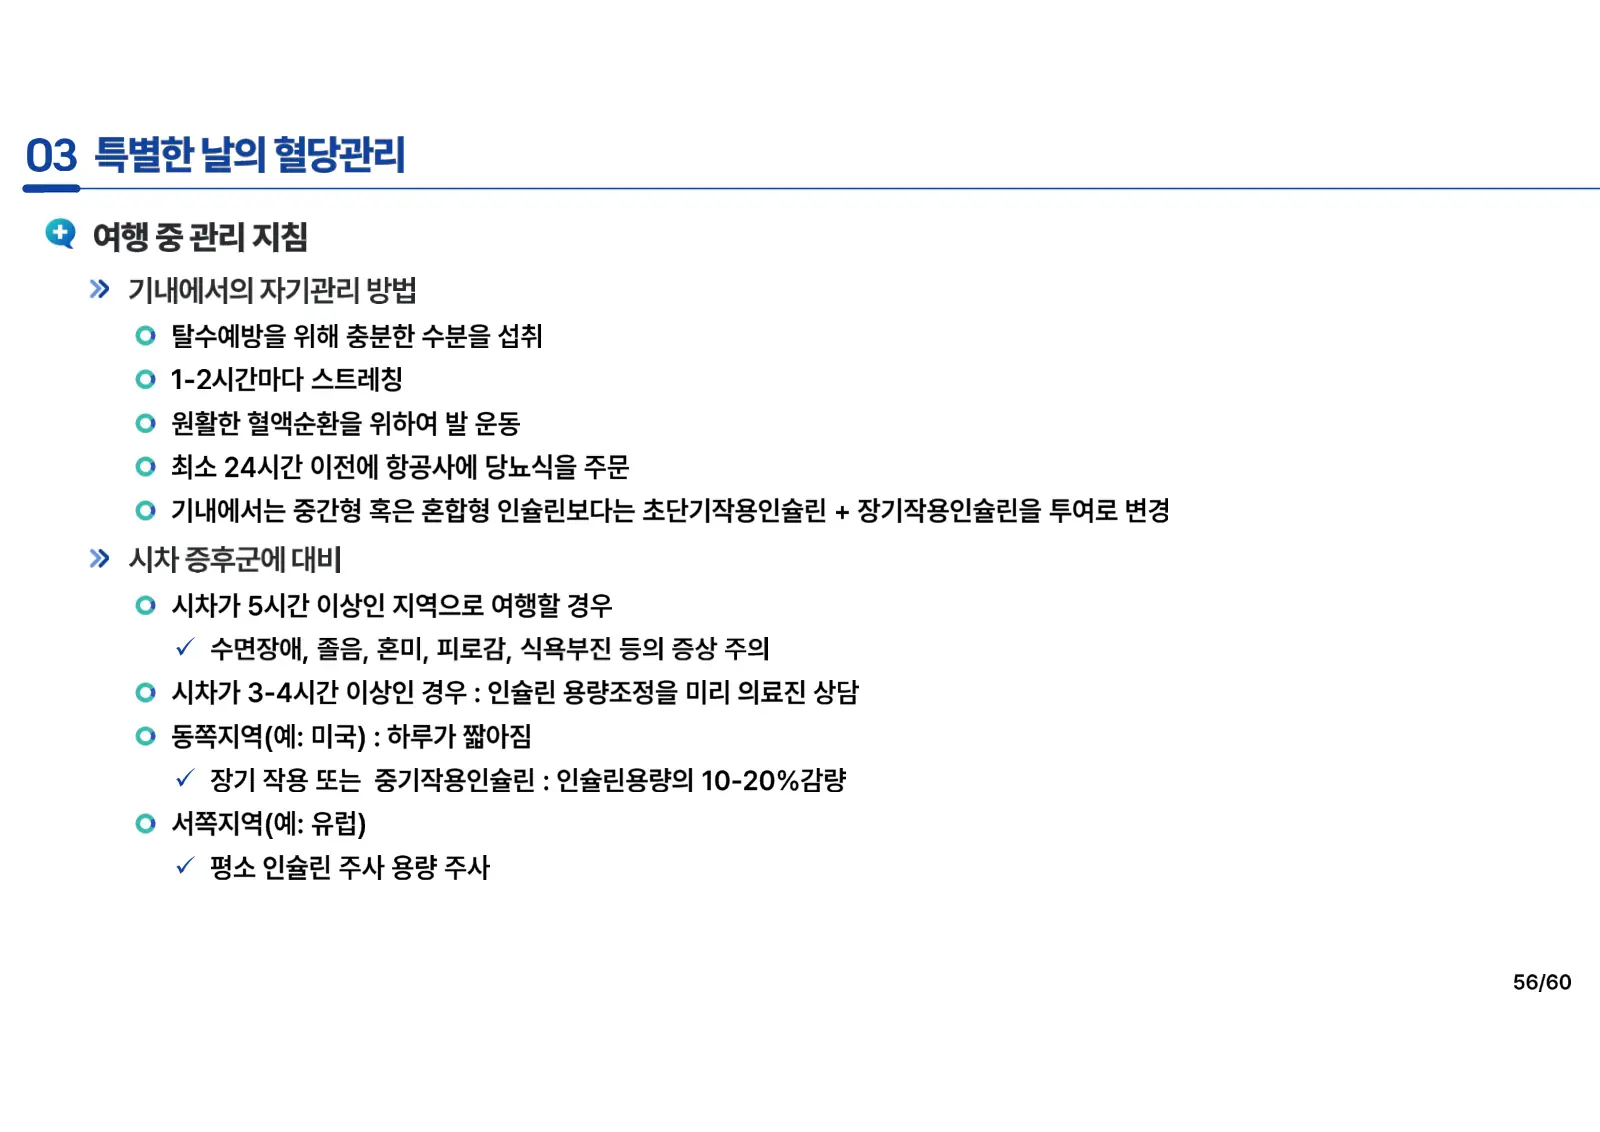 03 특별한 날의 혈당관리
여행 중 관리 지침
기내에서의 자기관리 방법
탈수예방을 위해 충분한 수분을 섭취
1-2시간마다 스트레칭
원활한 혈액순환을 위하여 발 운동
최소 24시간 이전에 항공사에 당뇨식을 주문
기내에서는 중간형 혹은 혼합형 인슐린보다는 초단기작용인슐린 + 장기작용인슐린을 투여로 변경
시차 증후군에 대비
시차가 5시간 이상인 지역으로 여행할 경우
수면장애, 졸음, 혼미, 피로감, 식욕부진 등의 증상 주의
시차가 3-4시간 이상인 경우 : 인슐린 용량조정을 미리 의료진 상담
동쪽지역(예: 미국) : 하루가 짧아짐
장기 작용 또는 중기작용인슐린 : 인슐린용량의 10-20%감량
서쪽지역(예: 유럽)
평소 인슐린 주사 용량 주사
56/60